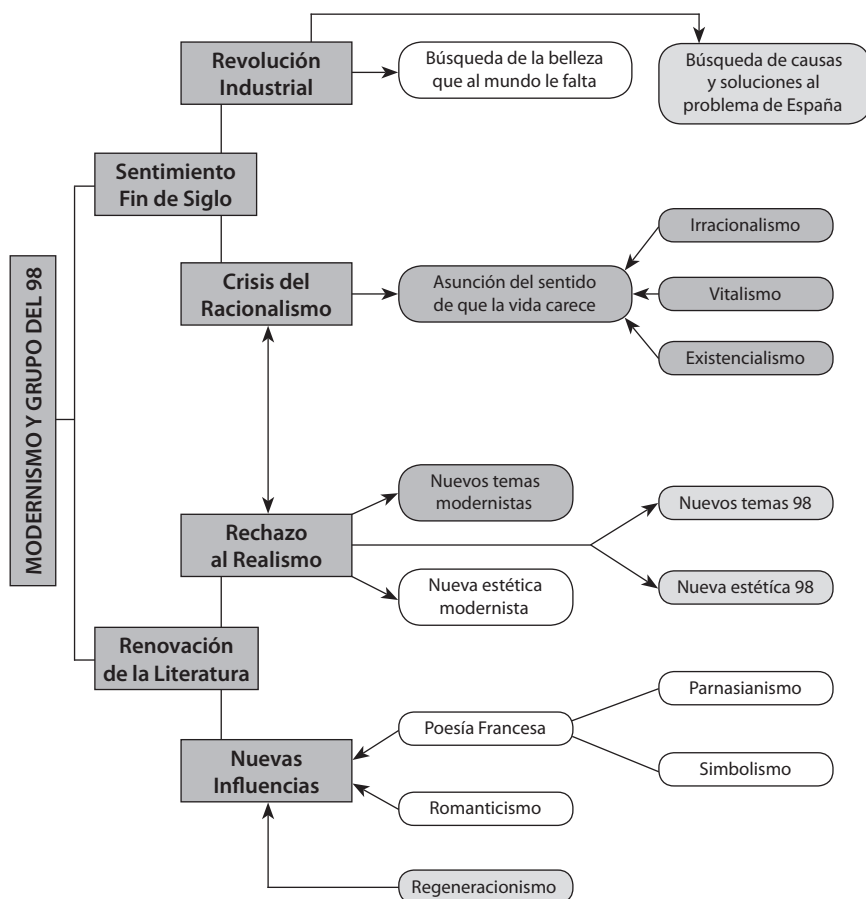 MODERNISMO Y GRUPO DEL 98
Revolución
Industrial
Búsqueda de la belleza
que al mundo le falta
Búsqueda de causas
y soluciones al
problema de España
Sentimiento
Fin de Siglo
Crisis del
Racionalismo
Asunción del sentido
de que la vida carece
Irracionalismo
Vitalismo
Existencialismo
Rechazo
al Realismo
Nuevos temas
modernistas
Nueva estética
modernista
Nuevos temas 98
Nueva estétíca 98
Renovación
de la Literatura
Nuevas
Influencias
Poesía Francesa
Parnasianismo
Simbolismo
Romanticismo
Regeneracionismo